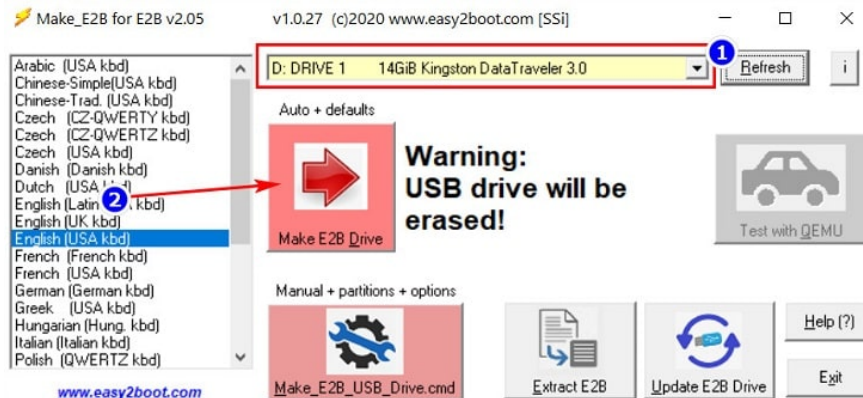 Make_E2B for E2B v2.05 v1.0.27 (c)2020 www.easy2boot.com [SSi]
D: DRIVE 1 14GiB Kingston DataTraveler 3.0
1
Refresh
i
Arabic (USA kbd)
Chinese-Simple(USA kbd)
Chinese-Trad. (USA kbd)
Czech (CZ-QWERTY kbd)
Czech (CZ-QWERTZ kbd)
Czech (USA kbd)
Danish (Danish kbd)
Dutch (USA
English (Latin kbd)
English (UK kbd)
English (USA kbd)
French (French kbd)
French (USA kbd)
German (German kbd)
Greek (USA kbd)
Hungarian (Hung. kbd)
Italian (Italian kbd)
Polish (QWERTZ kbd)
www.easy2boot.com
2
Auto + defaults
Make E2B Drive
Warning:
USB drive will be
erased!
Test with QEMU
Manual + partitions + options
Make_E2B_USB_Drive.cmd
Extract E2B
Update E2B Drive
Help (?)
Exit